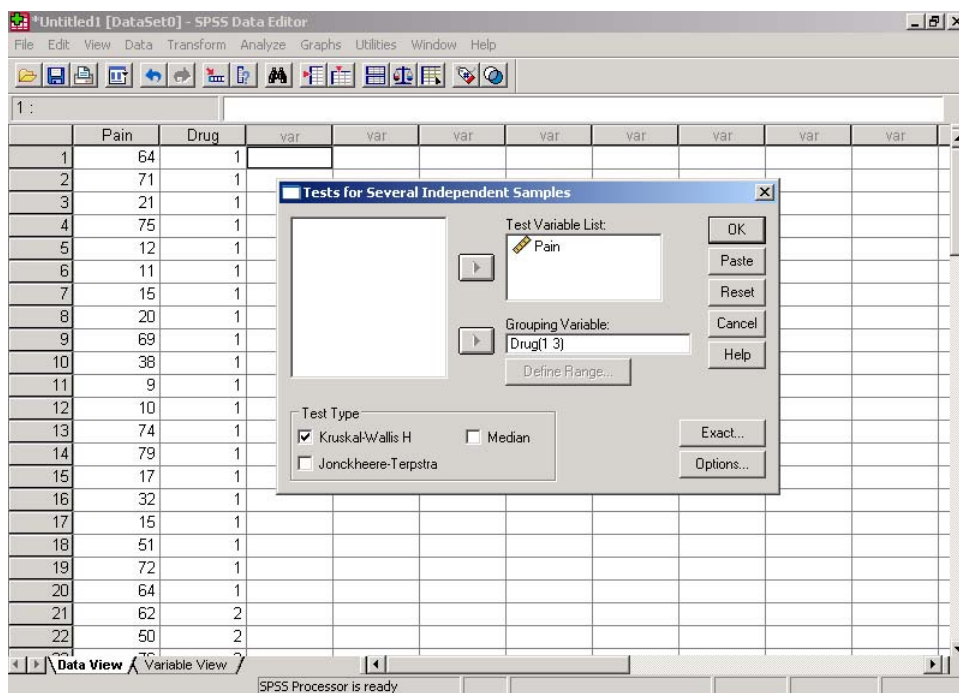 *Untitled1 [DataSet0] - SPSS Data Editor
File Edit View Data Transform Analyze Graphs Utilities Window Help
1 :
Pain Drug var var var var var var var var
1 64 1
2 71 1
3 21 1
4 75 1
5 12 1
6 11 1
7 15 1
8 20 1
9 69 1
10 38 1
11 9 1
12 10 1
13 74 1
14 79 1
15 17 1
16 32 1
17 15 1
18 51 1
19 72 1
20 64 1
21 62 2
22 50 2
Tests for Several Independent Samples
Test Variable List:
Pain
Grouping Variable:
Drug(1 3)
Define Range...
OK
Paste
Reset
Cancel
Help
Test Type
Kruskal-Wallis H Median
Jonckheere-Terpstra
Exact...
Options...
Data View Variable View
SPSS Processor is ready